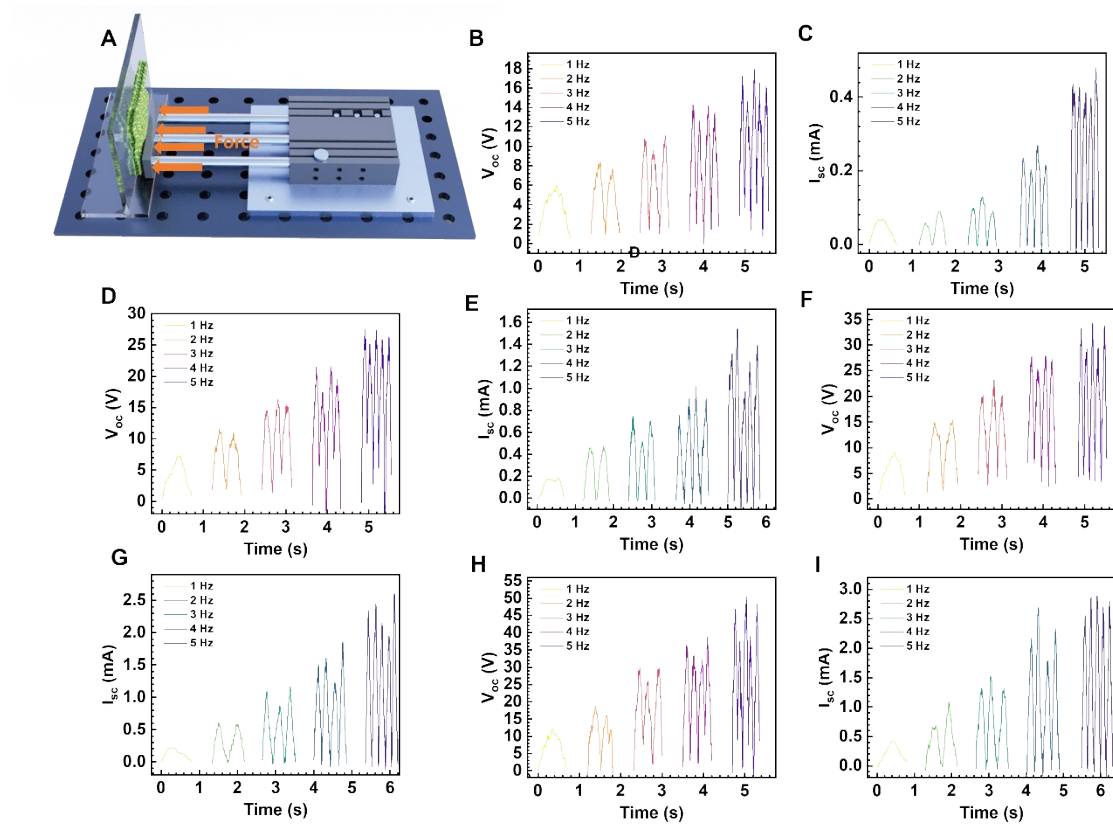 A
Force
B
1 Hz
2 Hz
3 Hz
4 Hz
5 Hz
18
16
14
12
10
8
6
4
2
0
V_oc (V)
0 1 2 3 4 5
D
Time (s)
C
1 Hz
2 Hz
3 Hz
4 Hz
5 Hz
0.4
0.2
0.0
I_sc (mA)
0 1 2 3 4 5
Time (s)
D
1 Hz
2 Hz
3 Hz
4 Hz
5 Hz
30
25
20
15
10
5
0
V_oc (V)
0 1 2 3 4 5
Time (s)
E
1 Hz
2 Hz
3 Hz
4 Hz
5 Hz
1.6
1.4
1.2
1.0
0.8
0.6
0.4
0.2
0.0
I_sc (mA)
0 1 2 3 4 5 6
Time (s)
F
1 Hz
2 Hz
3 Hz
4 Hz
5 Hz
35
30
25
20
15
10
5
0
V_oc (V)
0 1 2 3 4 5
Time (s)
G
1 Hz
2 Hz
3 Hz
4 Hz
5 Hz
2.5
2.0
1.5
1.0
0.5
0.0
I_sc (mA)
0 1 2 3 4 5 6
Time (s)
H
1 Hz
2 Hz
3 Hz
4 Hz
5 Hz
55
50
45
40
35
30
25
20
15
10
5
0
V_oc (V)
0 1 2 3 4 5
Time (s)
I
1 Hz
2 Hz
3 Hz
4 Hz
5 Hz
3.0
2.5
2.0
1.5
1.0
0.5
0.0
I_sc (mA)
0 1 2 3 4 5 6
Time (s)